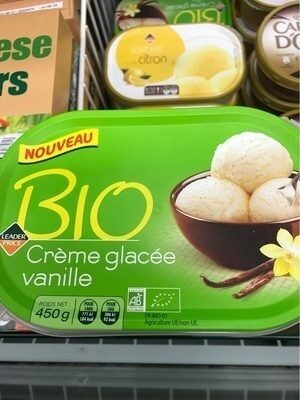 ese
rs
sorbet
citron
BIO
CA
D'O
NOUVEAU
BIO
LEADER
PRICE
Crème glacée
vanille
POIDS NET
450g
AB
FR-BIO-01
Agriculture UE/non UE